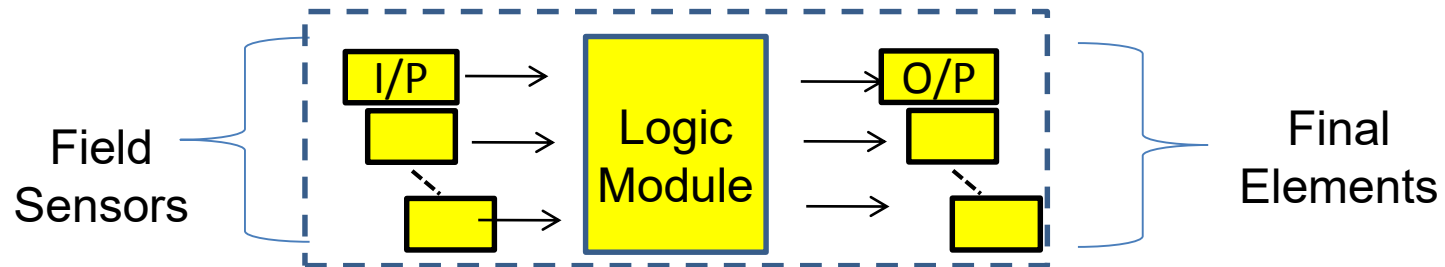 I/P
O/P
Field
Sensors
Logic
Module
Final
Elements